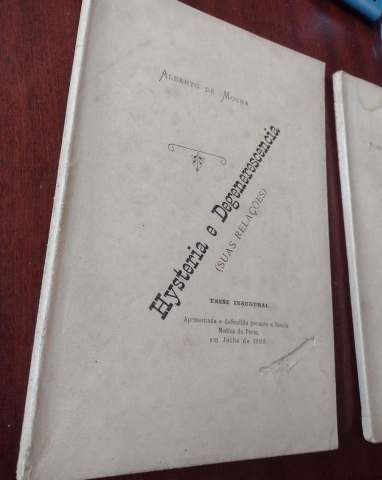 ALBERTO DE MOURA
Hysteria e Degenerescencia
(SUAS RELAÇÕES)
THESE INAUGURAL
Apresentada e defendida perante a Escola
Medica do Porto,
em Julho de